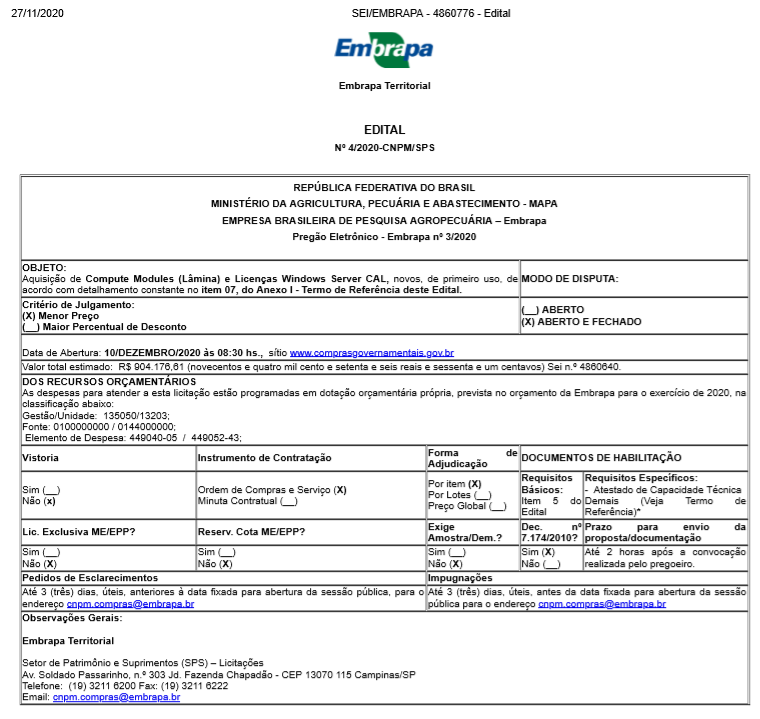 27/11/2020 SEI/EMBRAPA - 4860776 - Edital
Embrapa
Embrapa Territorial
EDITAL
Nº 4/2020-CNPM/SPS
REPÚBLICA FEDERATIVA DO BRASIL
MINISTÉRIO DA AGRICULTURA, PECUÁRIA E ABASTECIMENTO - MAPA
EMPRESA BRASILEIRA DE PESQUISA AGROPECUÁRIA – Embrapa
Pregão Eletrônico - Embrapa nº 3/2020
OBJETO:
Aquisição de Compute Modules (Lâmina) e Licenças Windows Server CAL, novos, de primeiro uso, de
acordo com detalhamento constante no item 07, do Anexo I - Termo de Referência deste Edital.
MODO DE DISPUTA:
Critério de Julgamento:
(X) Menor Preço
(__) Maior Percentual de Desconto
(__) ABERTO
(X) ABERTO E FECHADO
Data de Abertura: 10/DEZEMBRO/2020 às 08:30 hs., sítio www.comprasgovernamentais.gov.br
Valor total estimado: R$ 904.176,61 (novecentos e quatro mil cento e setenta e seis reais e sessenta e um centavos) Sei n.º 4860640.
DOS RECURSOS ORÇAMENTÁRIOS
As despesas para atender a esta licitação estão programadas em dotação orçamentária própria, prevista no orçamento da Embrapa para o exercício de 2020, na
classificação abaixo:
Gestão/Unidade: 135050/13203;
Fonte: 0100000000 / 0144000000;
Elemento de Despesa: 449040-05 / 449052-43;
Vistoria
Instrumento de Contratação
Forma de
Adjudicação
DOCUMENTOS DE HABILITAÇÃO
Sim (__)
Não (x)
Ordem de Compras e Serviço (X)
Minuta Contratual (__)
Por item (X)
Por Lotes (__)
Preço Global (__)
Requisitos
Básicos:
Item 5 do
Edital
Requisitos Específicos:
- Atestado de Capacidade Técnica
Demais (Veja Termo de
Referência)*
Lic. Exclusiva ME/EPP?
Reserv. Cota ME/EPP?
Exige
Amostra/Dem.?
Dec. nº
7.174/2010?
Prazo para envio da
proposta/documentação
Sim (__)
Não (X)
Sim (__)
Não (X)
Sim (__)
Não (X)
Sim (X)
Não (__)
Até 2 horas após a convocação
realizada pelo pregoeiro.
Pedidos de Esclarecimentos
Impugnações
Até 3 (três) dias, úteis, anteriores à data fixada para abertura da sessão pública, para o
endereço cnpm.compras@embrapa.br
Até 3 (três) dias, úteis, antes da data fixada para abertura da sessão
pública para o endereço cnpm.compras@embrapa.br
Observações Gerais:
Embrapa Territorial
Setor de Patrimônio e Suprimentos (SPS) – Licitações
Av. Soldado Passarinho, n.º 303 Jd. Fazenda Chapadão - CEP 13070 115 Campinas/SP
Telefone: (19) 3211 6200 Fax: (19) 3211 6222
Email: cnpm.compras@embrapa.br